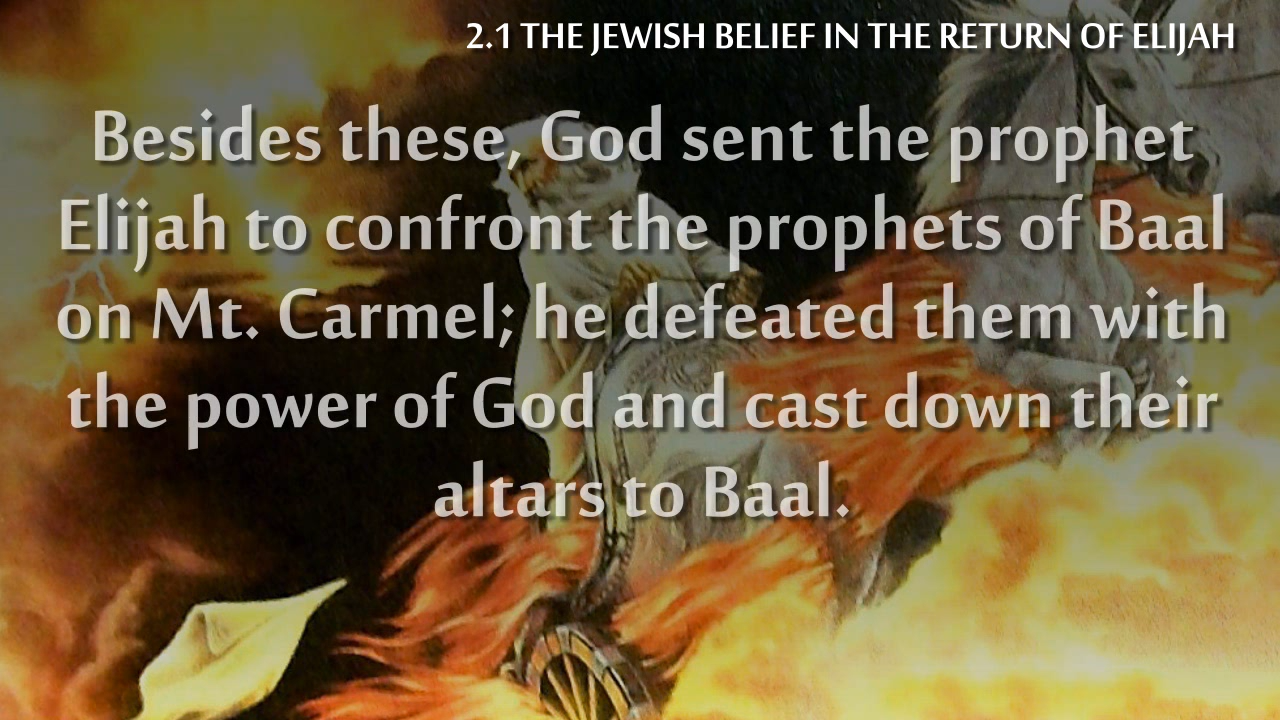 2.1 THE JEWISH BELIEF IN THE RETURN OF ELIJAH
Besides these, God sent the prophet
Elijah to confront the prophets of Baal
on Mt. Carmel; he defeated them with
the power of God and cast down their
altars to Baal.